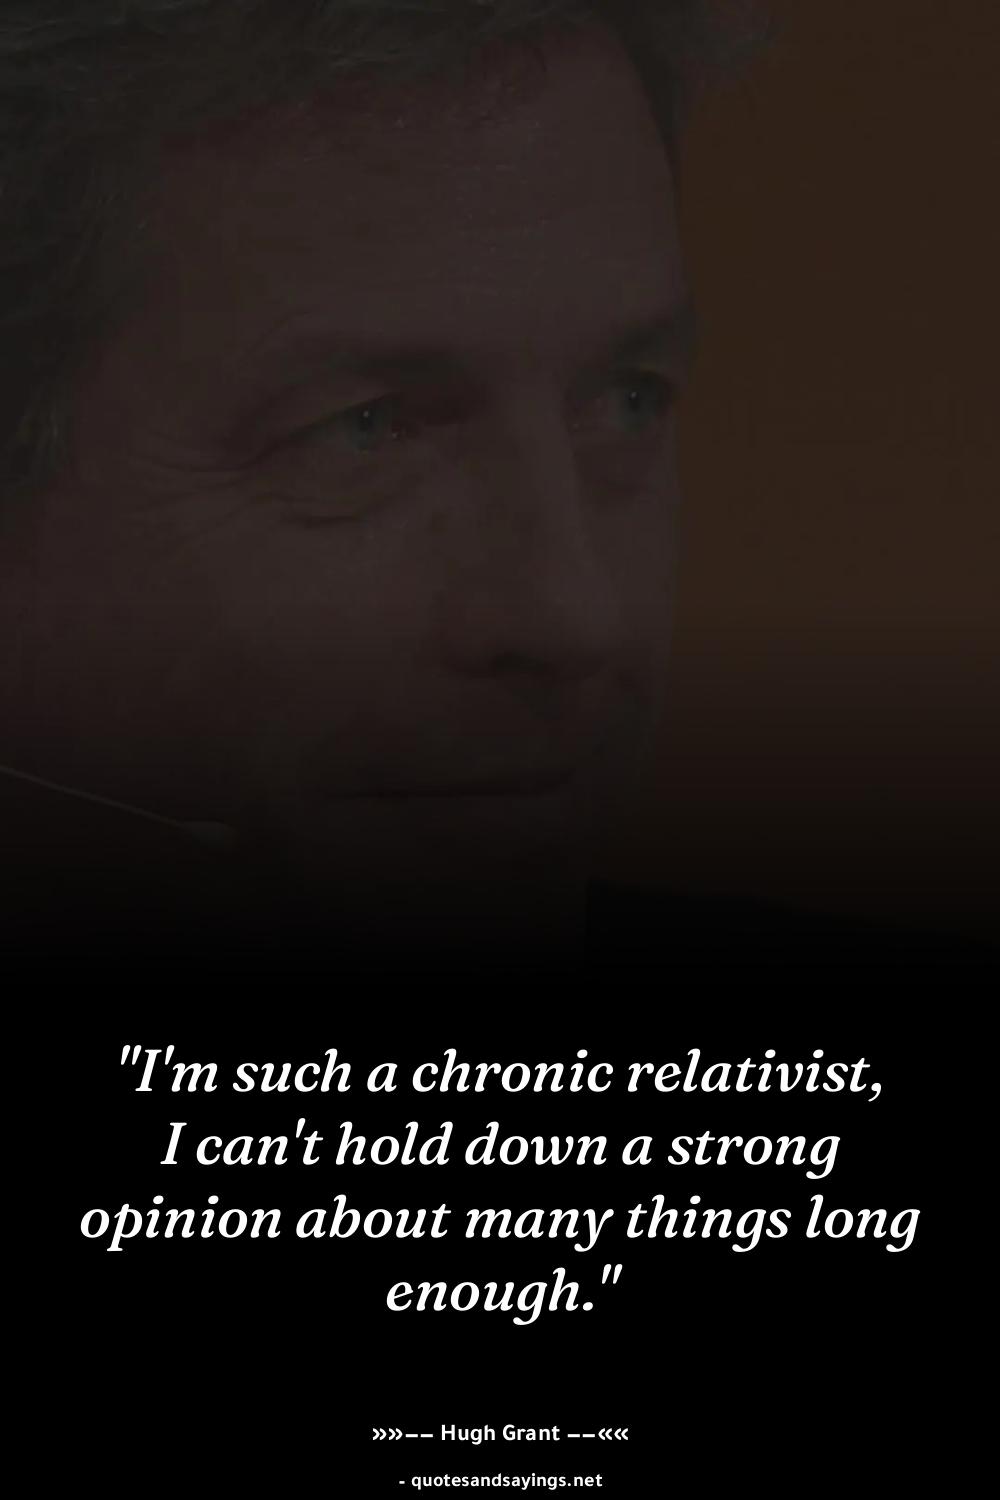 "I'm such a chronic relativist,
I can't hold down a strong
opinion about many things long
enough."
»»–– Hugh Grant ––««
- quotesandsayings.net